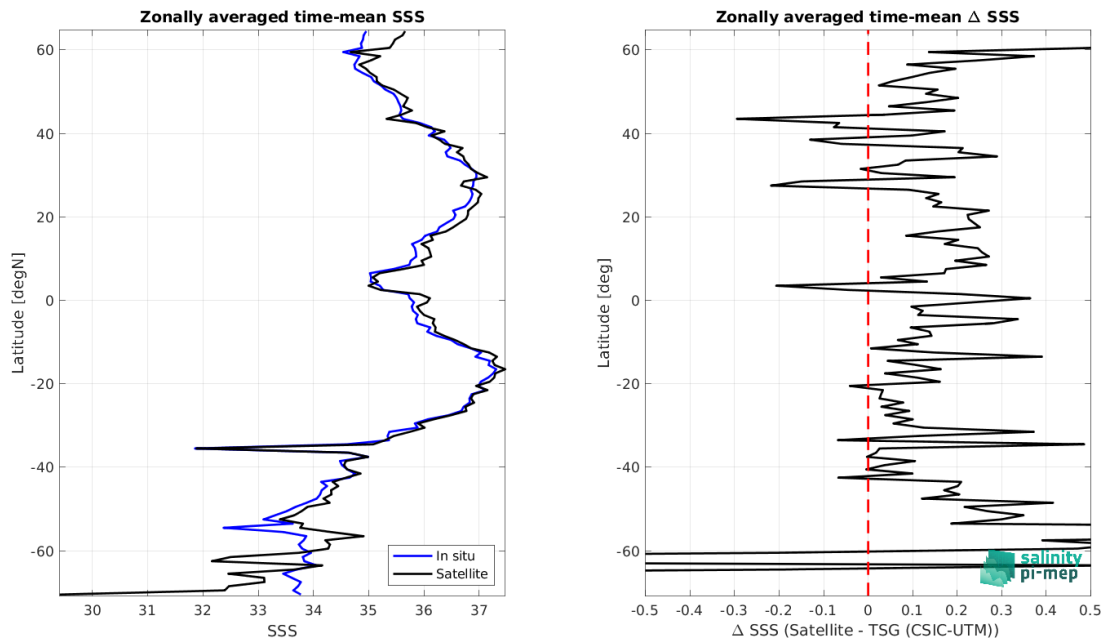 Zonally averaged time-mean SSS
60
40
20
0
-20
-40
-60
Latitude [degN]
In situ
Satellite
30 31 32 33 34 35 36 37
SSS
Zonally averaged time-mean Δ SSS
60
40
20
0
-20
-40
-60
Latitude [deg]
salinity
pi-mep
-0.5 -0.4 -0.3 -0.2 -0.1 0 0.1 0.2 0.3 0.4 0.5
Δ SSS (Satellite - TSG (CSIC-UTM))